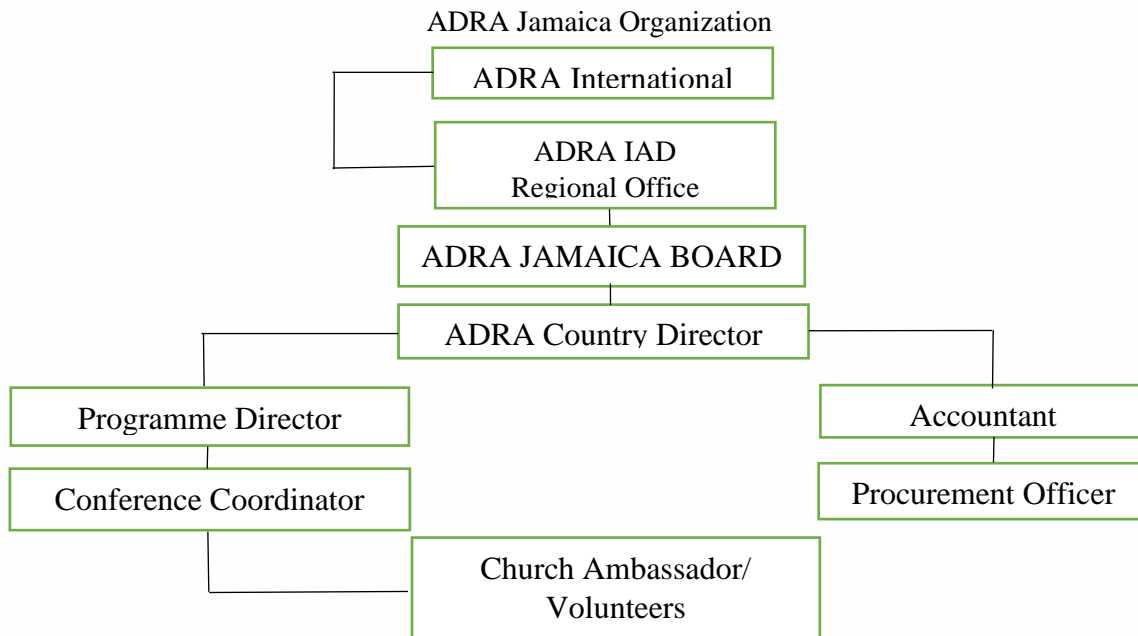 ADRA Jamaica Organization
ADRA International
ADRA IAD
Regional Office
ADRA JAMAICA BOARD
ADRA Country Director
Programme Director
Accountant
Conference Coordinator
Procurement Officer
Church Ambassador/
Volunteers